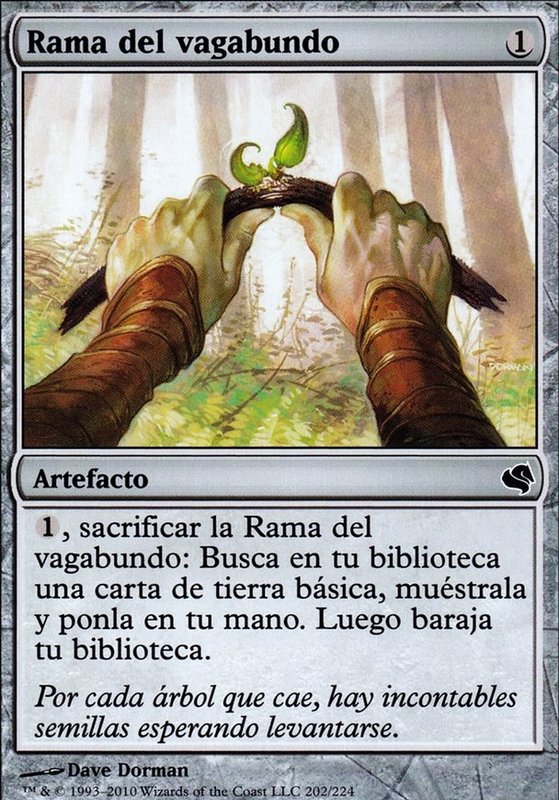 Rama del vagabundo 1
DORMAN
Artefacto
1, sacrificar la Rama del
vagabundo: Busca en tu biblioteca
una carta de tierra básica, muéstrala
y ponla en tu mano. Luego baraja
tu biblioteca.
Por cada árbol que cae, hay incontables
semillas esperando levantarse.
Dave Dorman
™ & © 1993-2010 Wizards of the Coast LLC 202/224